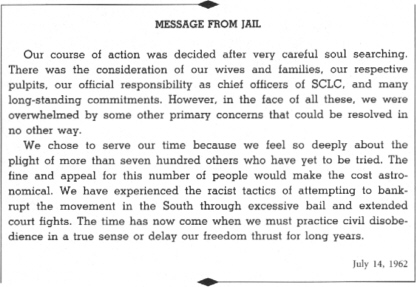 MESSAGE FROM JAIL
Our course of action was decided after very careful soul searching.
There was the consideration of our wives and families, our respective
pulpits, our official responsibility as chief officers of SCLC, and many
long-standing commitments. However, in the face of all these, we were
overwhelmed by some other primary concerns that could be resolved in
no other way.
We chose to serve our time because we feel so deeply about the
plight of more than seven hundred others who have yet to be tried. The
fine and appeal for this number of people would make the cost astro-
nomical. We have experienced the racist tactics of attempting to bank-
rupt the movement in the South through excessive bail and extended
court fights. The time has now come when we must practice civil disobe-
dience in a true sense or delay our freedom thrust for long years.
July 14, 1962